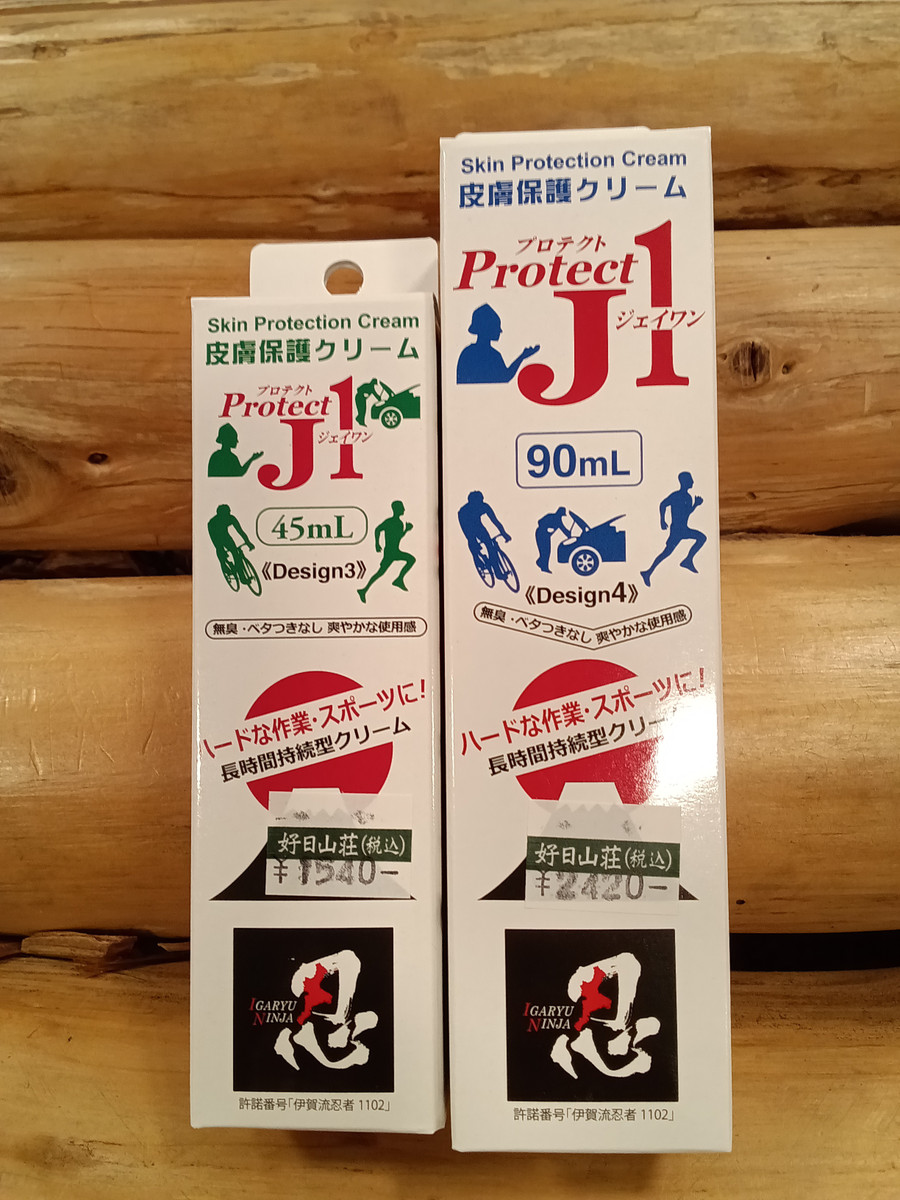 Skin Protection Cream
皮膚保護クリーム
プロテクト
Protect
J1
ジェイワン
45mL
《Design3》
無臭・ベタつきなし 爽やかな使用感
ハードな作業・スポーツに!
長時間持続型クリーム
好日山荘(税込)
¥1540-
IGARYU
NINJA
忍
許諾番号「伊賀流忍者 1102」
Skin Protection Cream
皮膚保護クリーム
プロテクト
Protect
J1
ジェイワン
90mL
《Design4》
無臭・ベタつきなし 爽やかな使用感
ハードな作業・スポーツに!
長時間持続型クリーム
好日山荘(税込)
¥2420-
IGARYU
NINJA
忍
許諾番号「伊賀流忍者 1102」